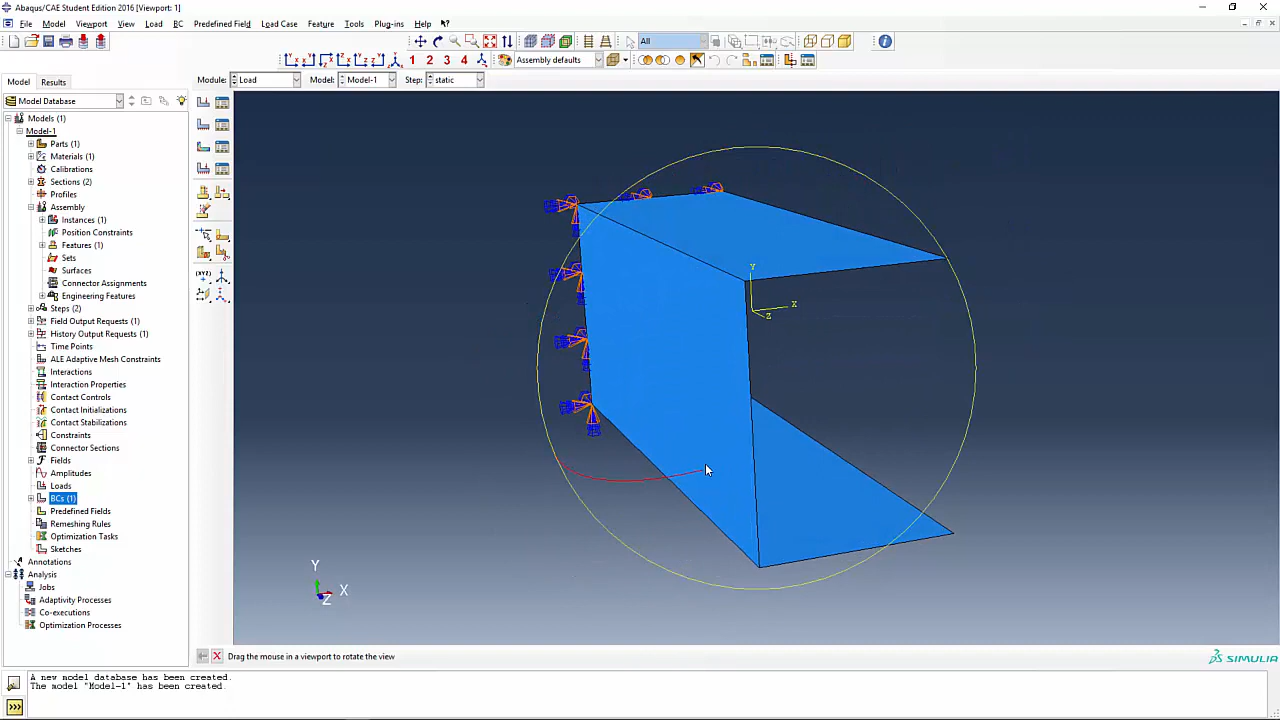 Abaqus/CAE Student Edition 2016 [Viewport: 1]
File Model Viewport View Load BC Predefined Field Load Case Feature Tools Plug-ins Help
All
1 2 3 4 Assembly defaults
Model Results Module: Load Model: Model-1 Step: static
Model Database
Models (1)
Model-1
Parts (1)
Materials (1)
Calibrations
Sections (2)
Profiles
Assembly
Instances (1)
Position Constraints
Features (1)
Sets
Surfaces
Connector Assignments
Engineering Features
Steps (2)
Field Output Requests (1)
History Output Requests (1)
Time Points
ALE Adaptive Mesh Constraints
Interactions
Interaction Properties
Contact Controls
Contact Initializations
Contact Stabilizations
Constraints
Connector Sections
Fields
Amplitudes
Loads
BCs (1)
Predefined Fields
Remeshing Rules
Optimization Tasks
Sketches
Annotations
Analysis
Jobs
Adaptivity Processes
Co-executions
Optimization Processes
(XYZ)
Y
X
Z
Y
X
Z
Drag the mouse in a viewport to rotate the view
SIMULIA
A new model database has been created.
The model "Model-1" has been created.
>>>